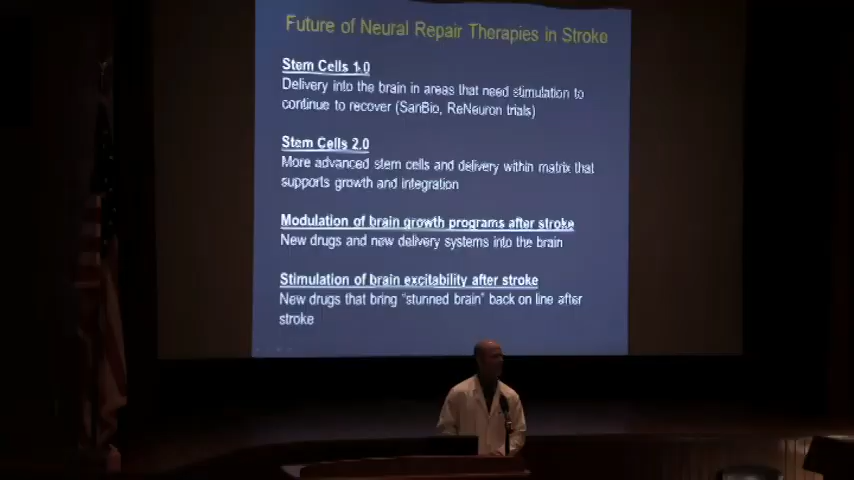 Future of Neural Repair Therapies in Stroke
Stem Cells 1.0
Delivery into the brain in areas that need stimulation to
continue to recover (SanBio, ReNeuron trials)
Stem Cells 2.0
More advanced stem cells and delivery within matrix that
supports growth and integration
Modulation of brain growth programs after stroke
New drugs and new delivery systems into the brain
Stimulation of brain excitability after stroke
New drugs that bring "stunned brain" back on line after
stroke